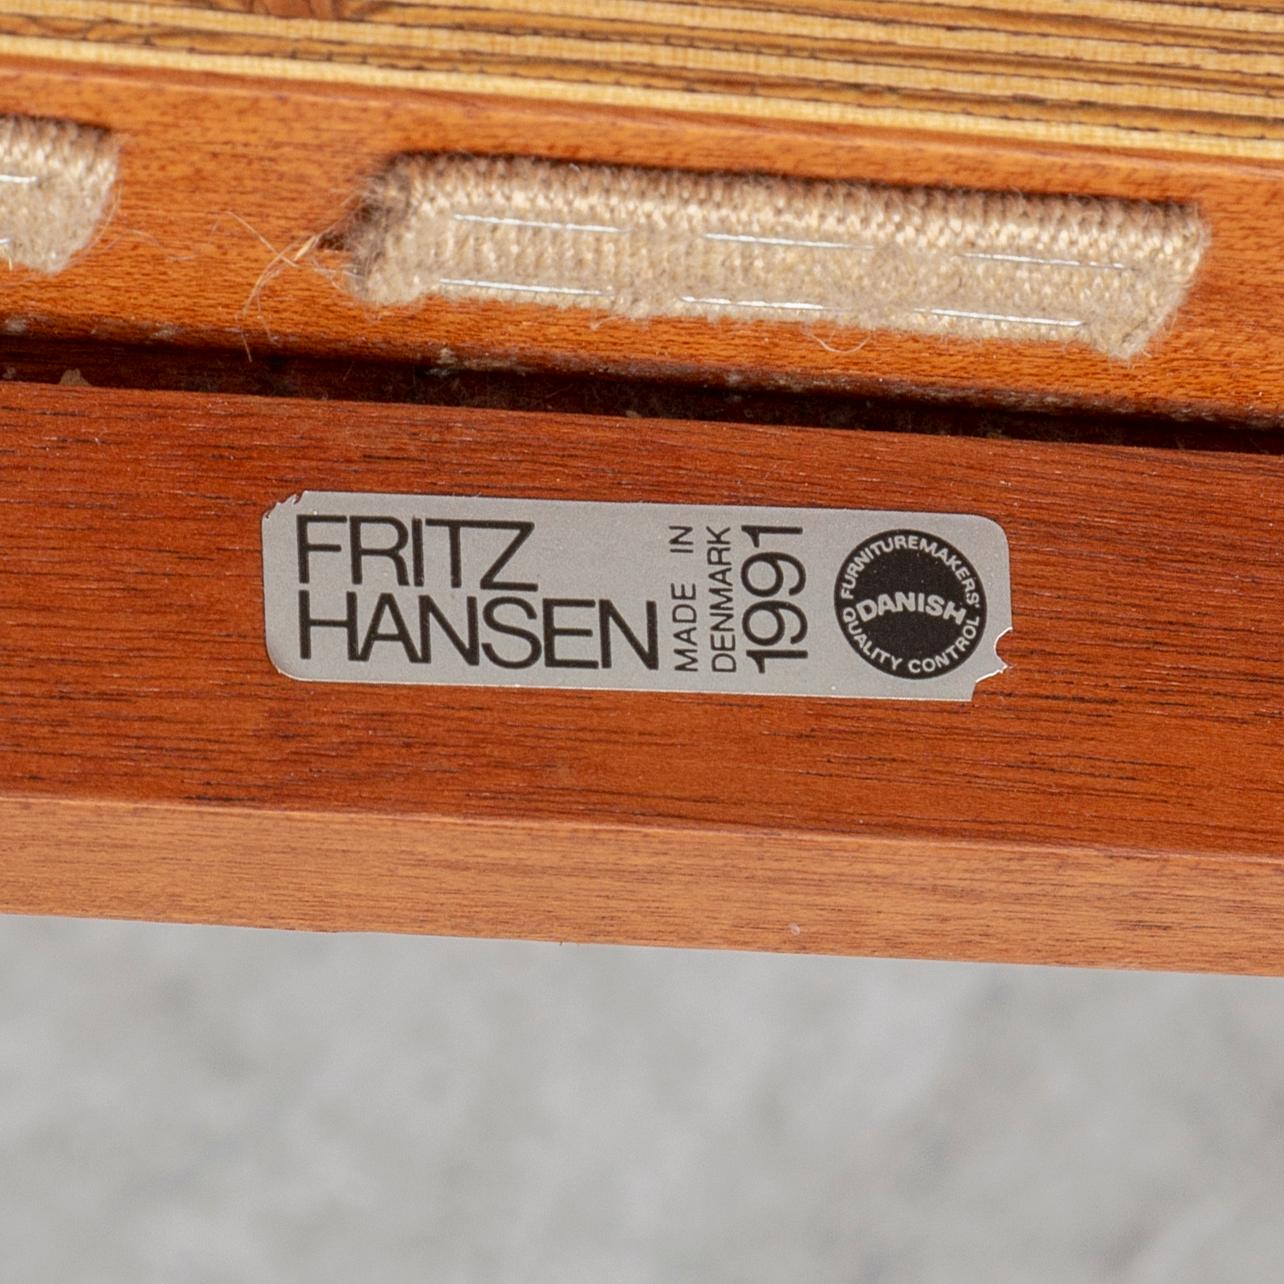 FRITZ
HANSEN
MADE IN
DENMARK
1991
FURNITUREMAKERS'
DANISH
QUALITY CONTROL